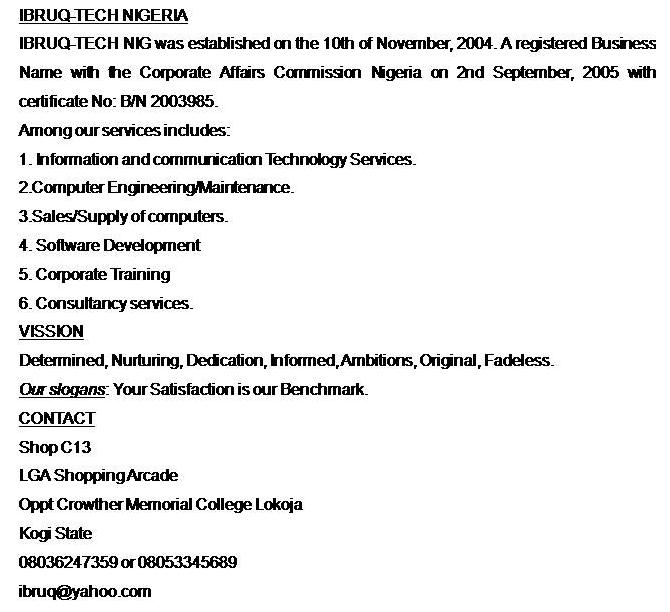 IBRUQ-TECH NIGERIA
IBRUQ-TECH NIG was established on the 10th of November, 2004. A registered Business
Name with the Corporate Affairs Commission Nigeria on 2nd September, 2005 with
certificate No: B/N 2003985.
Among our services includes:
1. Information and communication Technology Services.
2.Computer Engineering/Maintenance.
3.Sales/Supply of computers.
4. Software Development
5. Corporate Training
6. Consultancy services.
VISSION
Determined, Nurturing, Dedication, Informed, Ambitions, Original, Fadeless.
Our slogans: Your Satisfaction is our Benchmark.
CONTACT
Shop C13
LGA Shopping Arcade
Oppt Crowther Memorial College Lokoja
Kogi State
08036247359 or 08053345689
ibruq@yahoo.com